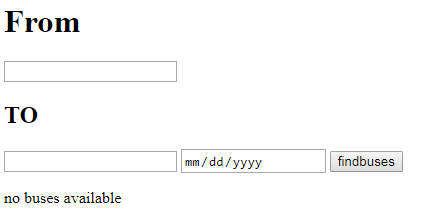 From
TO
mm/dd/yyyy findbuses
no buses available